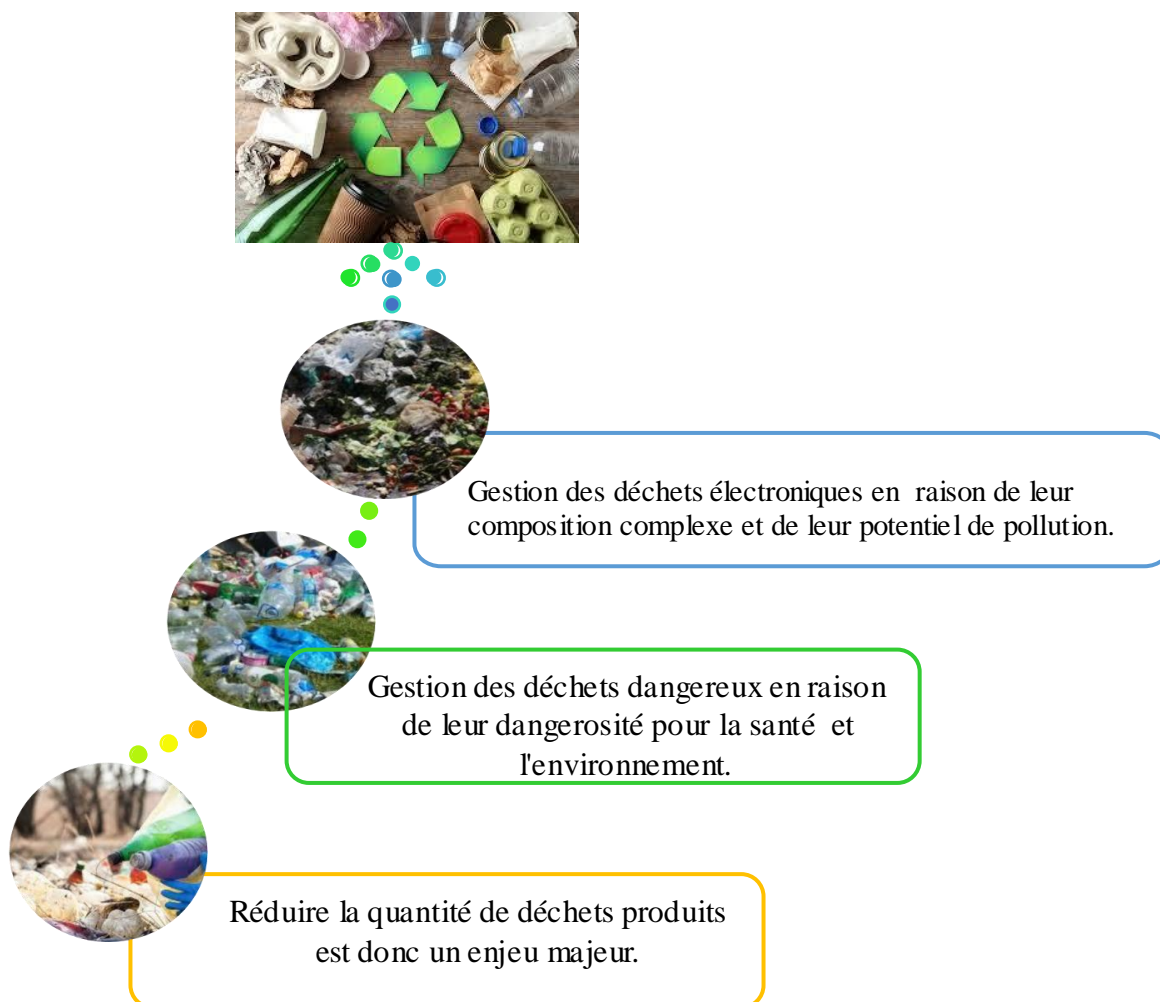 Gestion des déchets électroniques en raison de leur
composition complexe et de leur potentiel de pollution.
Gestion des déchets dangereux en raison
de leur dangerosité pour la santé et
l'environnement.
Réduire la quantité de déchets produits
est donc un enjeu majeur.